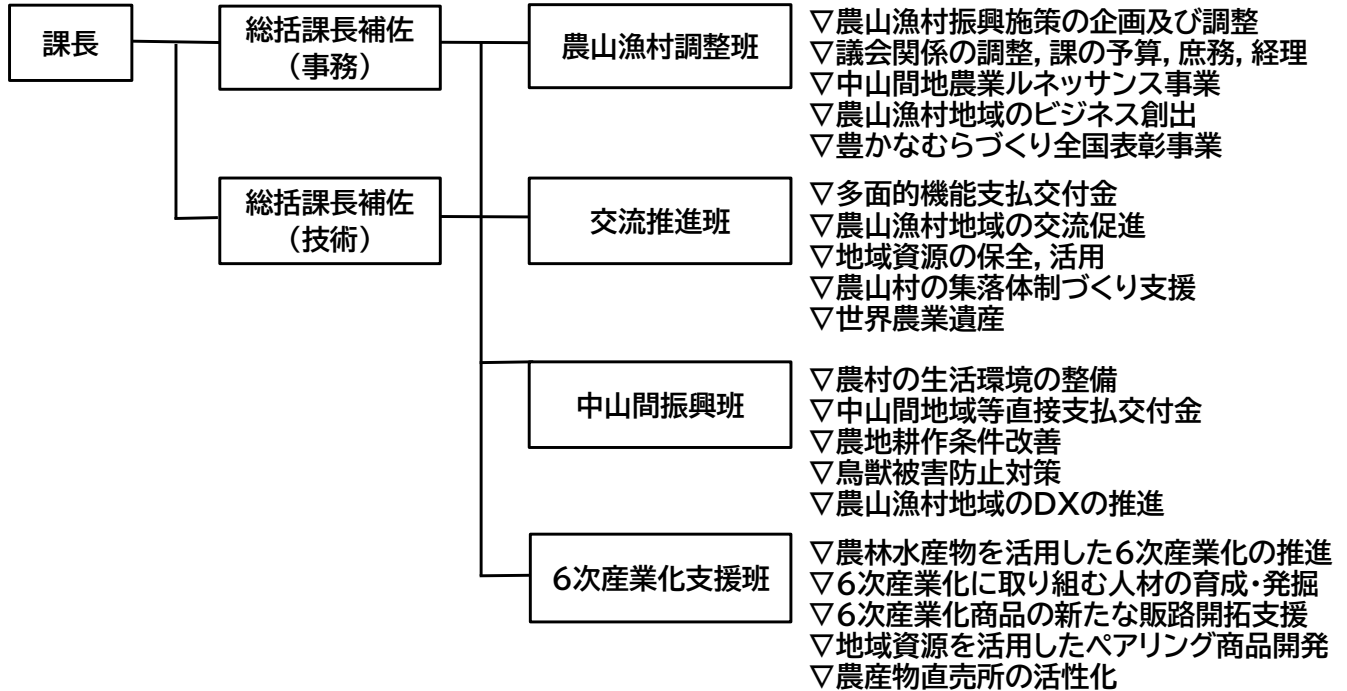 課長
総括課長補佐
(事務)
総括課長補佐
(技術)
農山漁村調整班
▽農山漁村振興施策の企画及び調整
▽議会関係の調整, 課の予算, 庶務, 経理
▽中山間地農業ルネッサンス事業
▽農山漁村地域のビジネス創出
▽豊かなむらづくり全国表彰事業
交流推進班
▽多面的機能支払交付金
▽農山漁村地域の交流促進
▽地域資源の保全, 活用
▽農山村の集落体制づくり支援
▽世界農業遺産
中山間振興班
▽農村の生活環境の整備
▽中山間地域等直接支払交付金
▽農地耕作条件改善
▽鳥獣被害防止対策
▽農山漁村地域のDXの推進
6次産業化支援班
▽農林水産物を活用した6次産業化の推進
▽6次産業化に取り組む人材の育成・発掘
▽6次産業化商品の新たな販路開拓支援
▽地域資源を活用したペアリング商品開発
▽農産物直売所の活性化